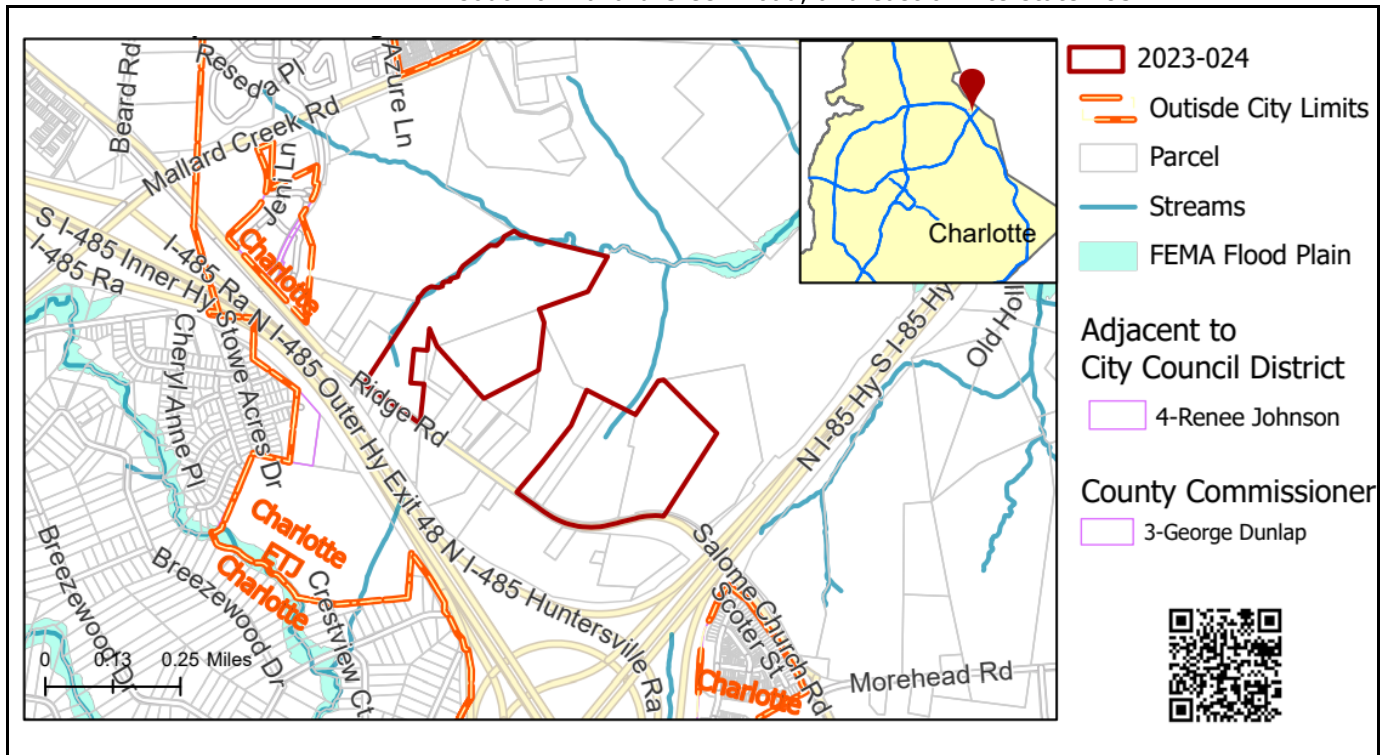 Beard Rd
Reseda Pl
Azure Ln
Mallard Creek Rd
Jeni Ln
Charlotte
S I-485 Inner Hy
I-485 Ra
I-485 Ra
N I-485 Outer Hy Exit 48
N I-485 Huntersville Ra
Stowe Acres Dr
Cheryl Anne Pl
Ridge Rd
N I-85 Hy
S I-85 Hy
Charlotte
ETJ
Charlotte
Breezewood Dr
Breezewood Dr
Crestview Ct
Salome Church Rd
Scoter St
Morehead Rd
Charlotte
0 0.13 0.25 Miles
Charlotte
2023-024
Outisde City Limits
Parcel
Streams
FEMA Flood Plain
Adjacent to
City Council District
4-Renee Johnson
County Commissioner
3-George Dunlap